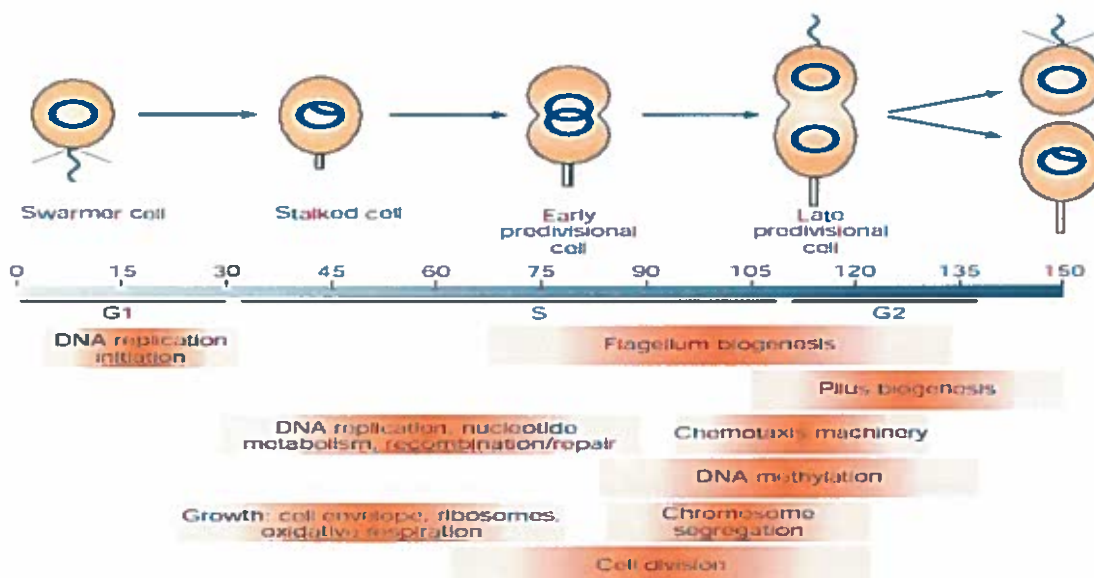 Swarmer cell
Stalked cell
Early
predivisional
cell
Late
predivisional
cell
0 15 30 45 60 75 90 105 120 135 150
G1 S G2
DNA replication
initiation
Flagellum biogenesis
Pilus biogenesis
DNA replication, nucleotide
metabolism, recombination/repair
Chemotaxis machinery
DNA methylation
Growth: cell envelope, ribosomes,
oxidative respiration
Chromosome
segregation
Cell division